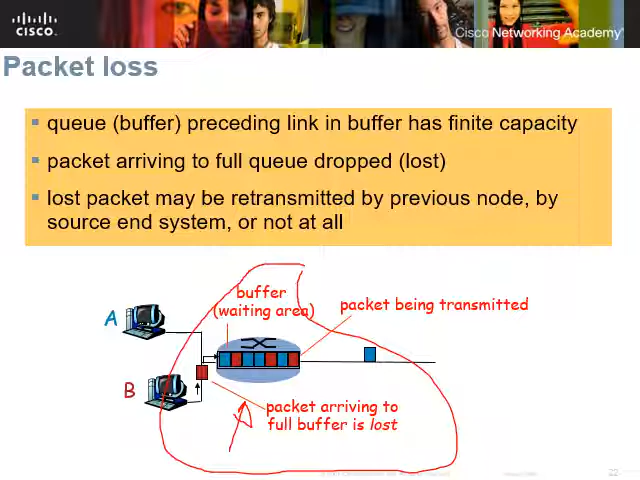 CISCO.
Cisco Networking Academy
Packet loss
queue (buffer) preceding link in buffer has finite capacity
packet arriving to full queue dropped (lost)
lost packet may be retransmitted by previous node, by
source end system, or not at all
buffer
(waiting area)
packet being transmitted
A
B
packet arriving to
full buffer is lost
22